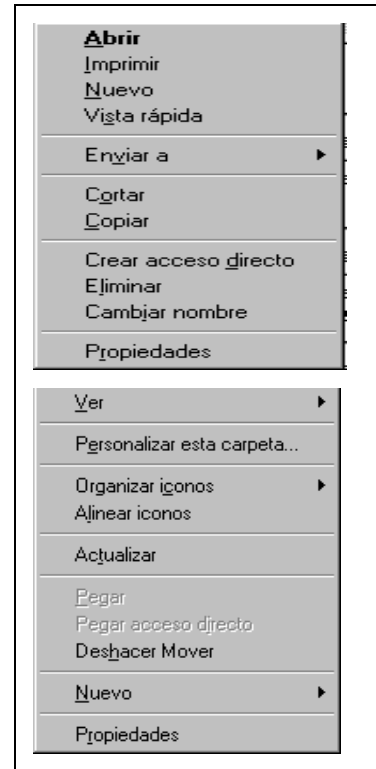 Abrir
Imprimir
Nuevo
Vista rápida
Enviar a
Cortar
Copiar
Crear acceso directo
Eliminar
Cambiar nombre
Propiedades
Ver
Personalizar esta carpeta...
Organizar iconos
Alinear iconos
Actualizar
Pegar
Pegar acceso directo
Deshacer Mover
Nuevo
Propiedades